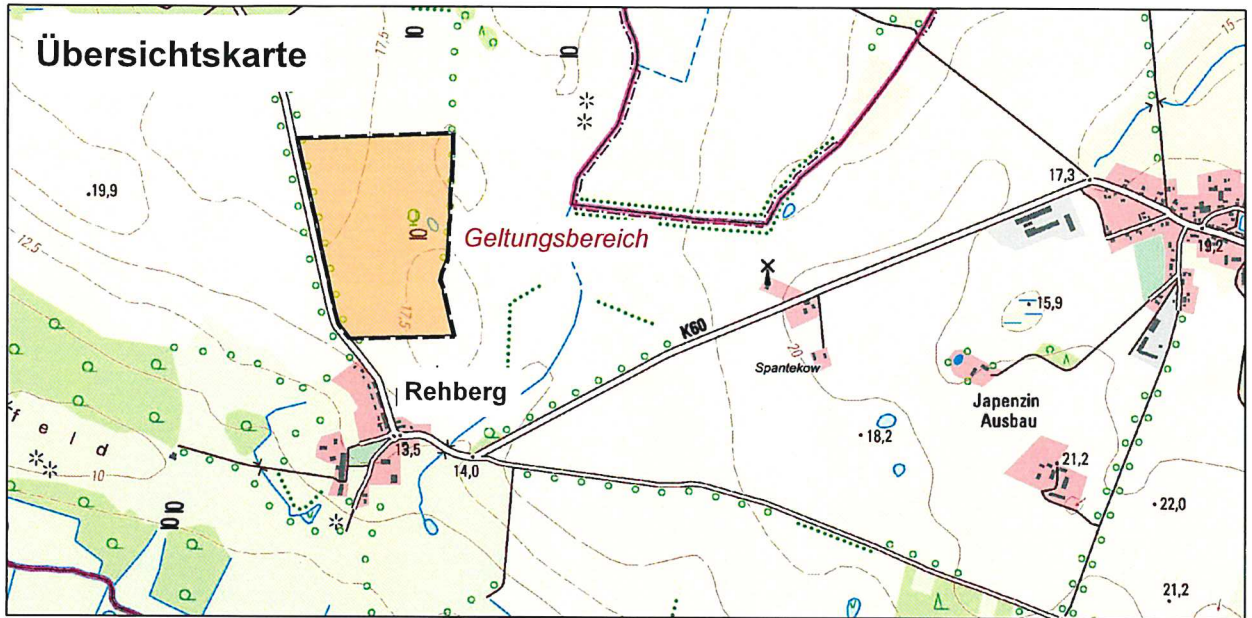 Übersichtskarte
17,5
15
19,9
17,3
Geltungsbereich
19,2
12,5
17,5
15,9
K60
20
Spantekow
Rehberg
Japenzin
Ausbau
feld
13,5
18,2
10
14,0
21,2
22,0
21,2